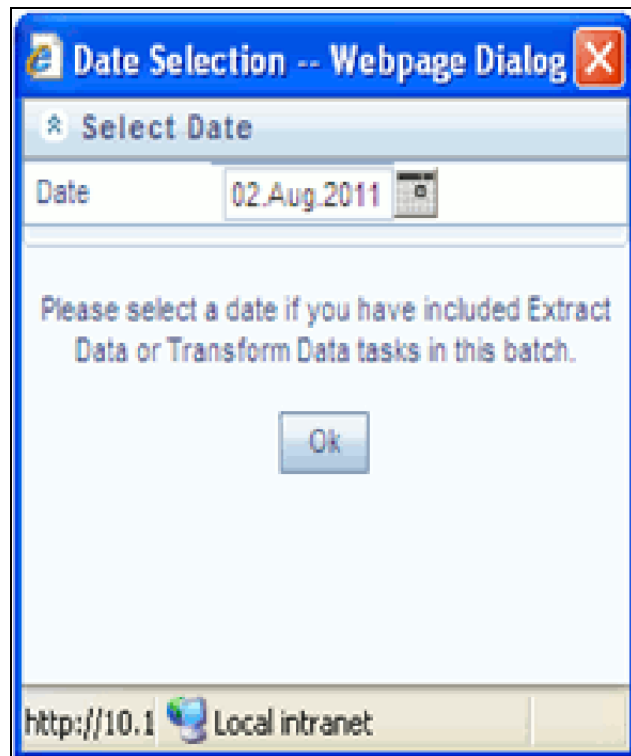 Date Selection -- Webpage Dialog
Select Date
Date 02.Aug.2011
Please select a date if you have included Extract
Data or Transform Data tasks in this batch.
Ok
http://10.1 Local intranet